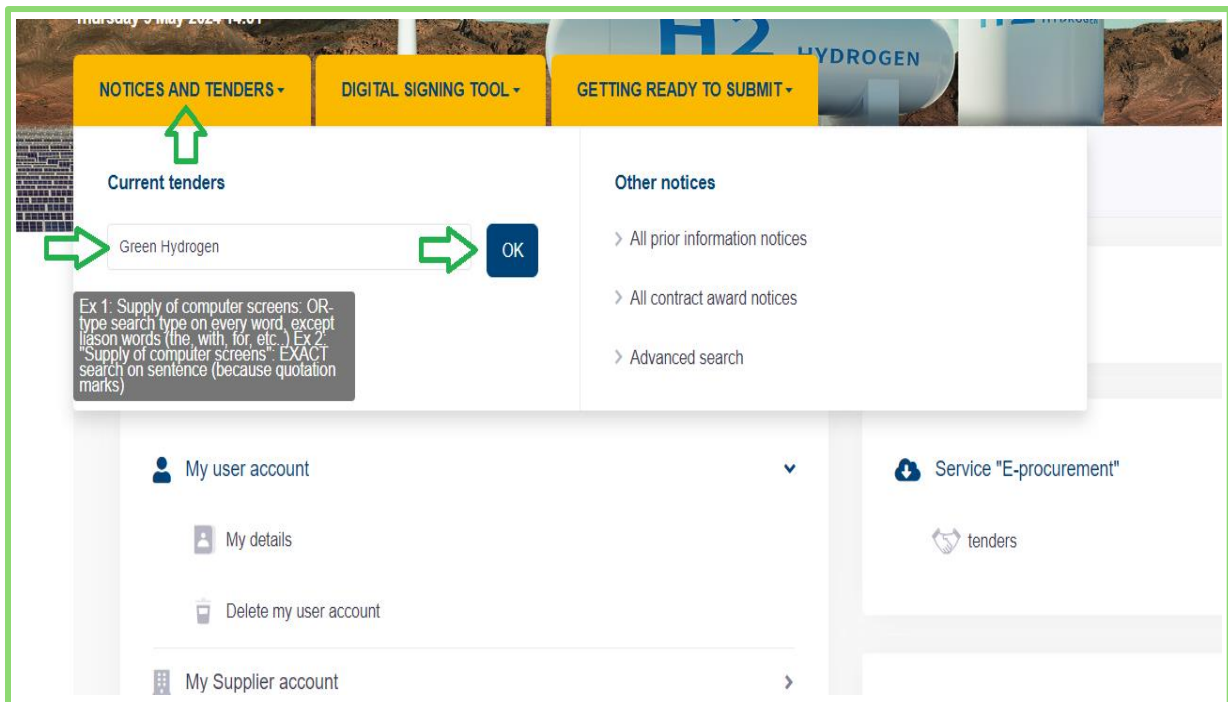 Thursday 9 May 2024 14:01
H2 HYDROGEN
H2 HYDROGEN
NOTICES AND TENDERS
DIGITAL SIGNING TOOL
GETTING READY TO SUBMIT
Current tenders
Other notices
Green Hydrogen
OK
All prior information notices
Ex 1: Supply of computer screens: OR-
type search type on every word, except
liason words (the, with, for, etc..) Ex 2:
"Supply of computer screens": EXACT
search on sentence (because quotation
marks)
All contract award notices
Advanced search
My user account
Service "E-procurement"
My details
tenders
Delete my user account
My Supplier account